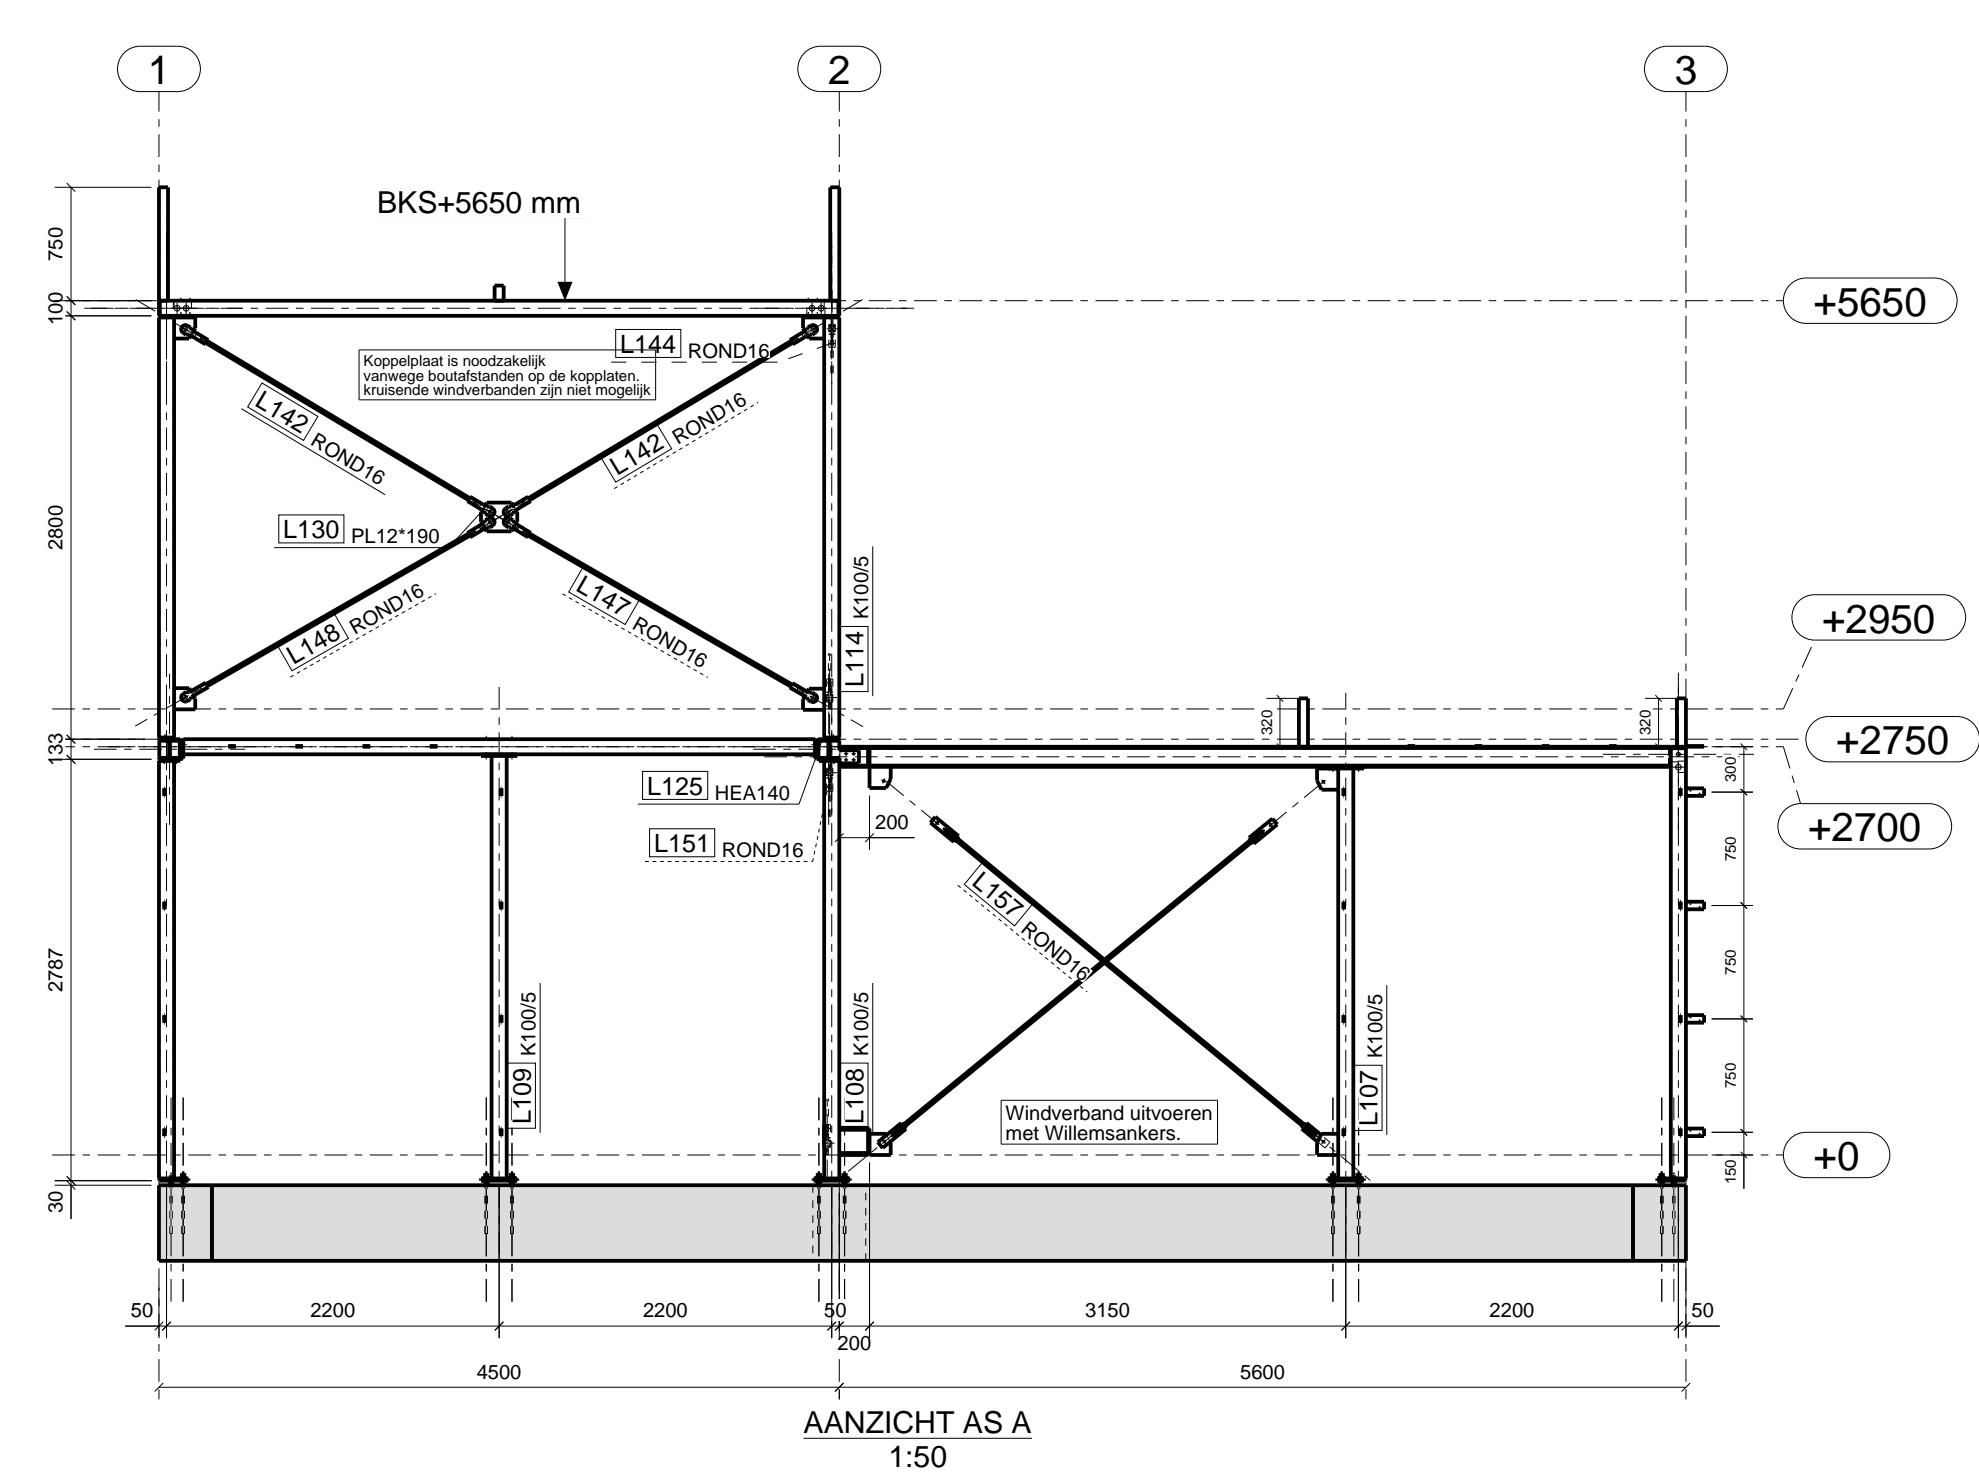 1
2
3
BKS+5650 mm
+5650
L144 ROND16
Koppelplaat is noodzakelijk
vanwege boutafstanden op de kopplaten.
kruisende windverbanden zijn niet mogelijk
L142 ROND16
L142 ROND16
L130 PL12*190
L148 ROND16
L147 ROND16
L114 K100/5
+2950
+2750
+2700
750
100
2800
133
2787
30
320
320
L125 HEA140
L151 ROND16
200
L157 ROND16
L109 K100/5
L108 K100/5
L107 K100/5
Windverband uitvoeren
met Willemsankers.
300
750
750
750
150
+0
50 2200 2200 50 3150 2200 50
200
4500 5600
AANZICHT AS A
1:50